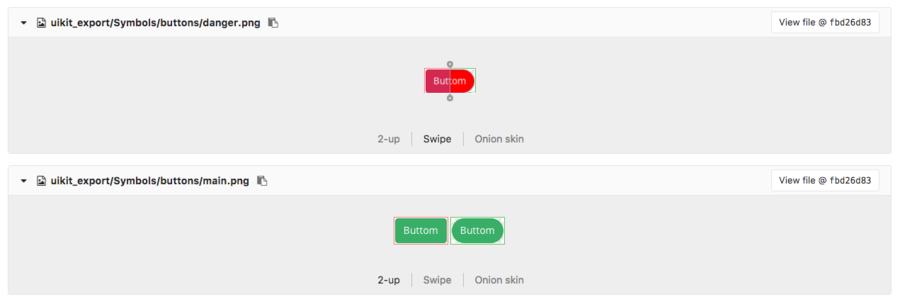 uikit_export/Symbols/buttons/danger.png View file @ fbd26d83
Buttom
2-up Swipe Onion skin
uikit_export/Symbols/buttons/main.png View file @ fbd26d83
Buttom Buttom
2-up Swipe Onion skin